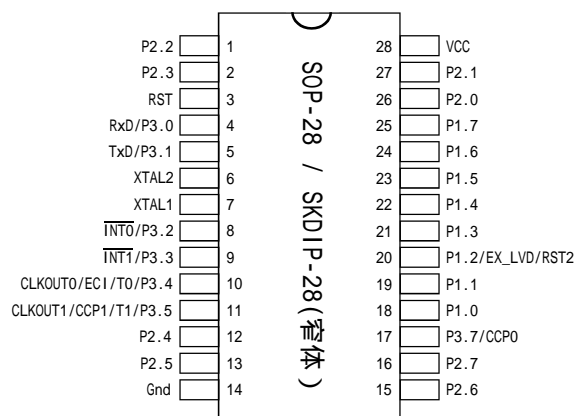 P2.2 1
P2.3 2
RST 3
RxD/P3.0 4
TxD/P3.1 5
XTAL2 6
XTAL1 7
INT0/P3.2 8
INT1/P3.3 9
CLKOUT0/ECI/T0/P3.4 10
CLKOUT1/CCP1/T1/P3.5 11
P2.4 12
P2.5 13
Gnd 14
SOP-28 / SKDIP-28(窄体)
28 VCC
27 P2.1
26 P2.0
25 P1.7
24 P1.6
23 P1.5
22 P1.4
21 P1.3
20 P1.2/EX_LVD/RST2
19 P1.1
18 P1.0
17 P3.7/CCP0
16 P2.7
15 P2.6